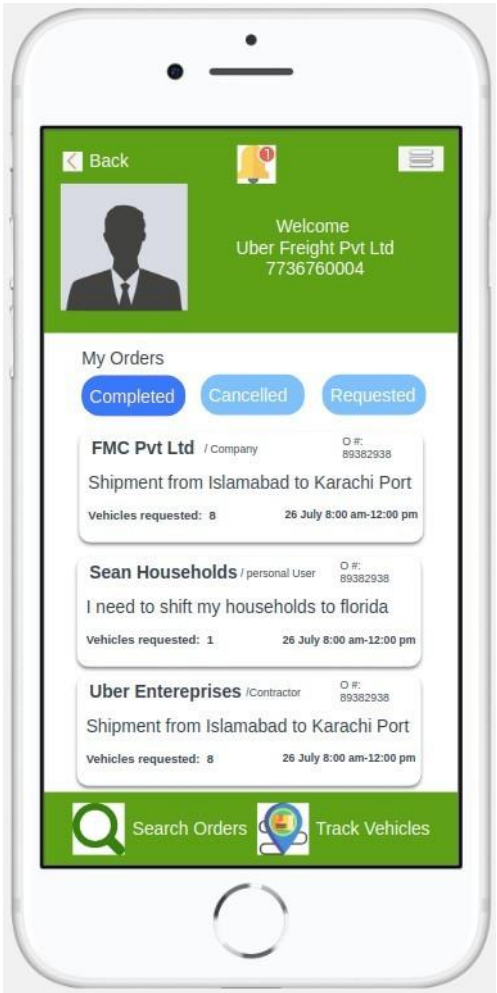 Back
1
Welcome
Uber Freight Pvt Ltd
7736760004
My Orders
Completed Cancelled Requested
FMC Pvt Ltd / Company O #:
89382938
Shipment from Islamabad to Karachi Port
Vehicles requested: 8 26 July 8:00 am-12:00 pm
Sean Households / personal User O #:
89382938
I need to shift my households to florida
Vehicles requested: 1 26 July 8:00 am-12:00 pm
Uber Entereprises /Contractor O #:
89382938
Shipment from Islamabad to Karachi Port
Vehicles requested: 8 26 July 8:00 am-12:00 pm
Search Orders Track Vehicles